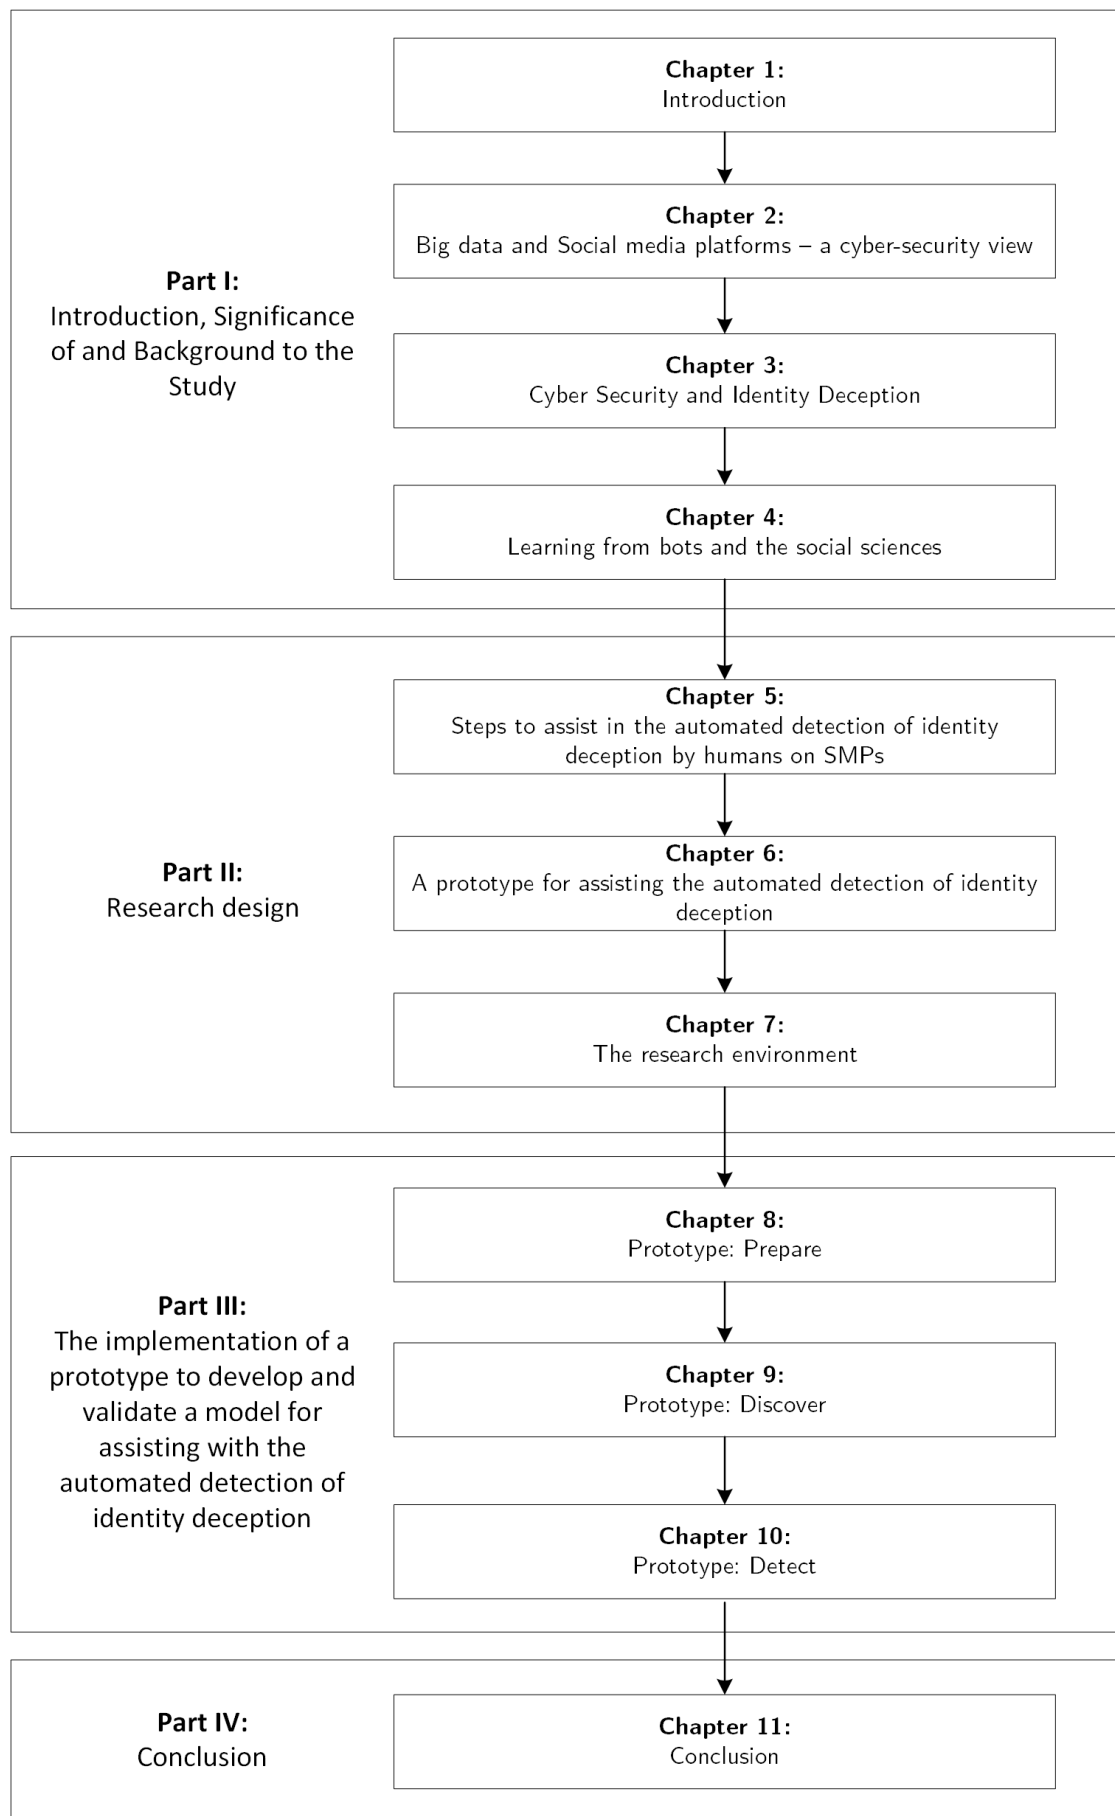 Chapter 1:
Introduction
Chapter 2:
Big data and Social media platforms – a cyber-security view
Part I:
Introduction, Significance
of and Background to the
Study
Chapter 3:
Cyber Security and Identity Deception
Chapter 4:
Learning from bots and the social sciences
Chapter 5:
Steps to assist in the automated detection of identity
deception by humans on SMPs
Part II:
Research design
Chapter 6:
A prototype for assisting the automated detection of identity
deception
Chapter 7:
The research environment
Chapter 8:
Prototype: Prepare
Part III:
The implementation of a
prototype to develop and
validate a model for
assisting with the
automated detection of
identity deception
Chapter 9:
Prototype: Discover
Chapter 10:
Prototype: Detect
Part IV:
Conclusion
Chapter 11:
Conclusion